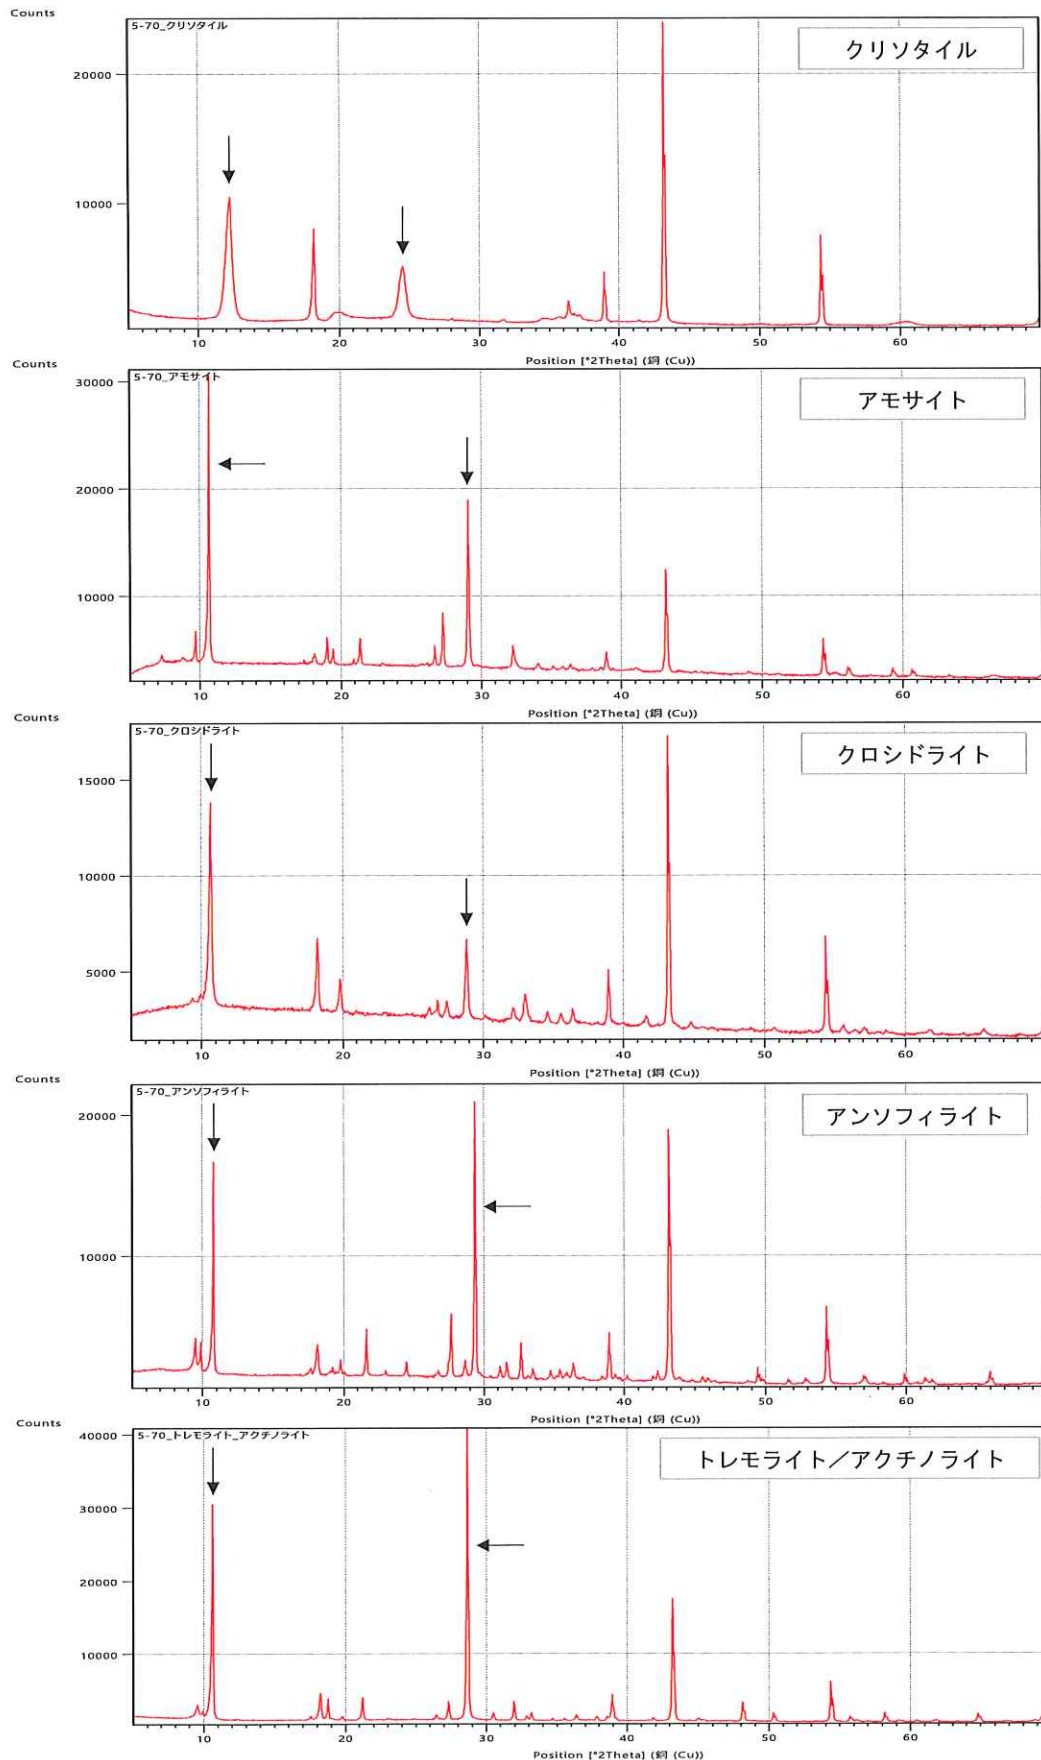 Counts
5-70_クリソタイル
クリソタイル
20000
10000
10 20 30 40 50 60
Position [°2Theta] (銅 (Cu))
Counts
5-70_アモサイト
アモサイト
30000
20000
10000
10 20 30 40 50 60
Position [°2Theta] (銅 (Cu))
Counts
5-70_クロシドライト
クロシドライト
15000
10000
5000
10 20 30 40 50 60
Position [°2Theta] (銅 (Cu))
Counts
5-70_アンソフィライト
アンソフィライト
20000
10000
10 20 30 40 50 60
Position [°2Theta] (銅 (Cu))
Counts
5-70_トレモライト_アクチノライト
トレモライト／アクチノライト
40000
30000
20000
10000
10 20 30 40 50 60
Position [°2Theta] (銅 (Cu))